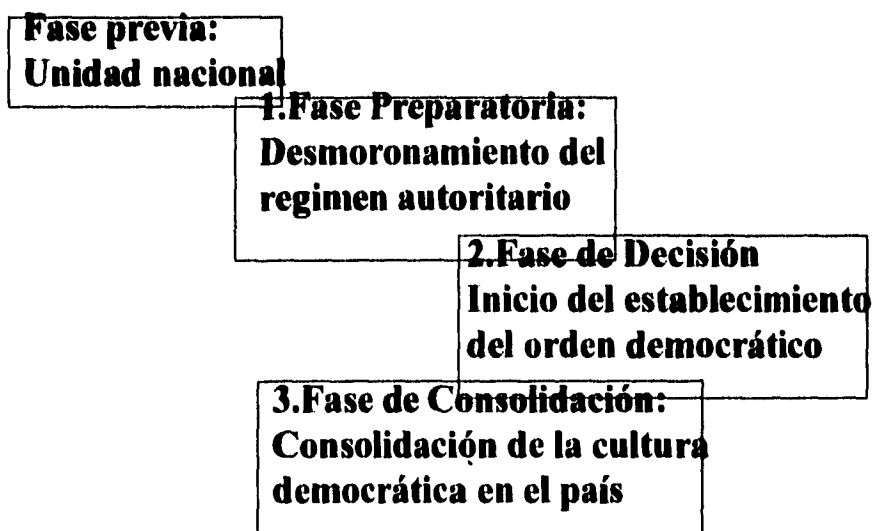 Fase previa:
Unidad nacional
1.Fase Preparatoria:
Desmoronamiento del
regimen autoritario
2.Fase de Decisión
Inicio del establecimiento
del orden democrático
3.Fase de Consolidación:
Consolidación de la cultura
democrática en el país